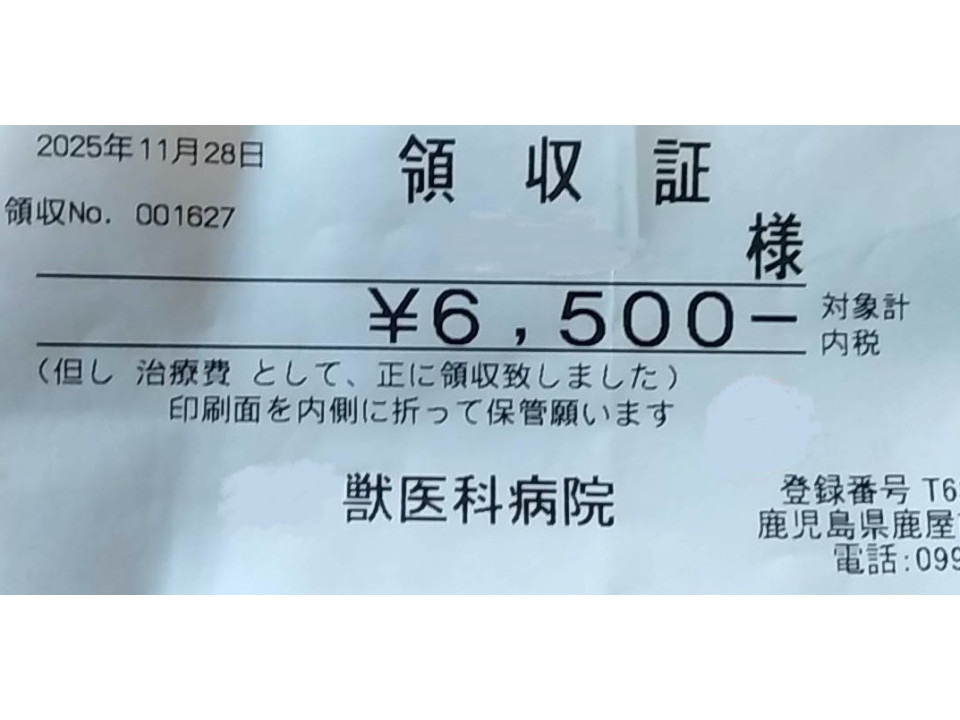 2025年11月28日
領収証
領収No. 001627
様
¥6,500-
対象計
内税
(但し 治療費 として、正に領収致しました)
印刷面を内側に折って保管願います
獣医科病院
登録番号 T6
鹿児島県鹿屋
電話:099